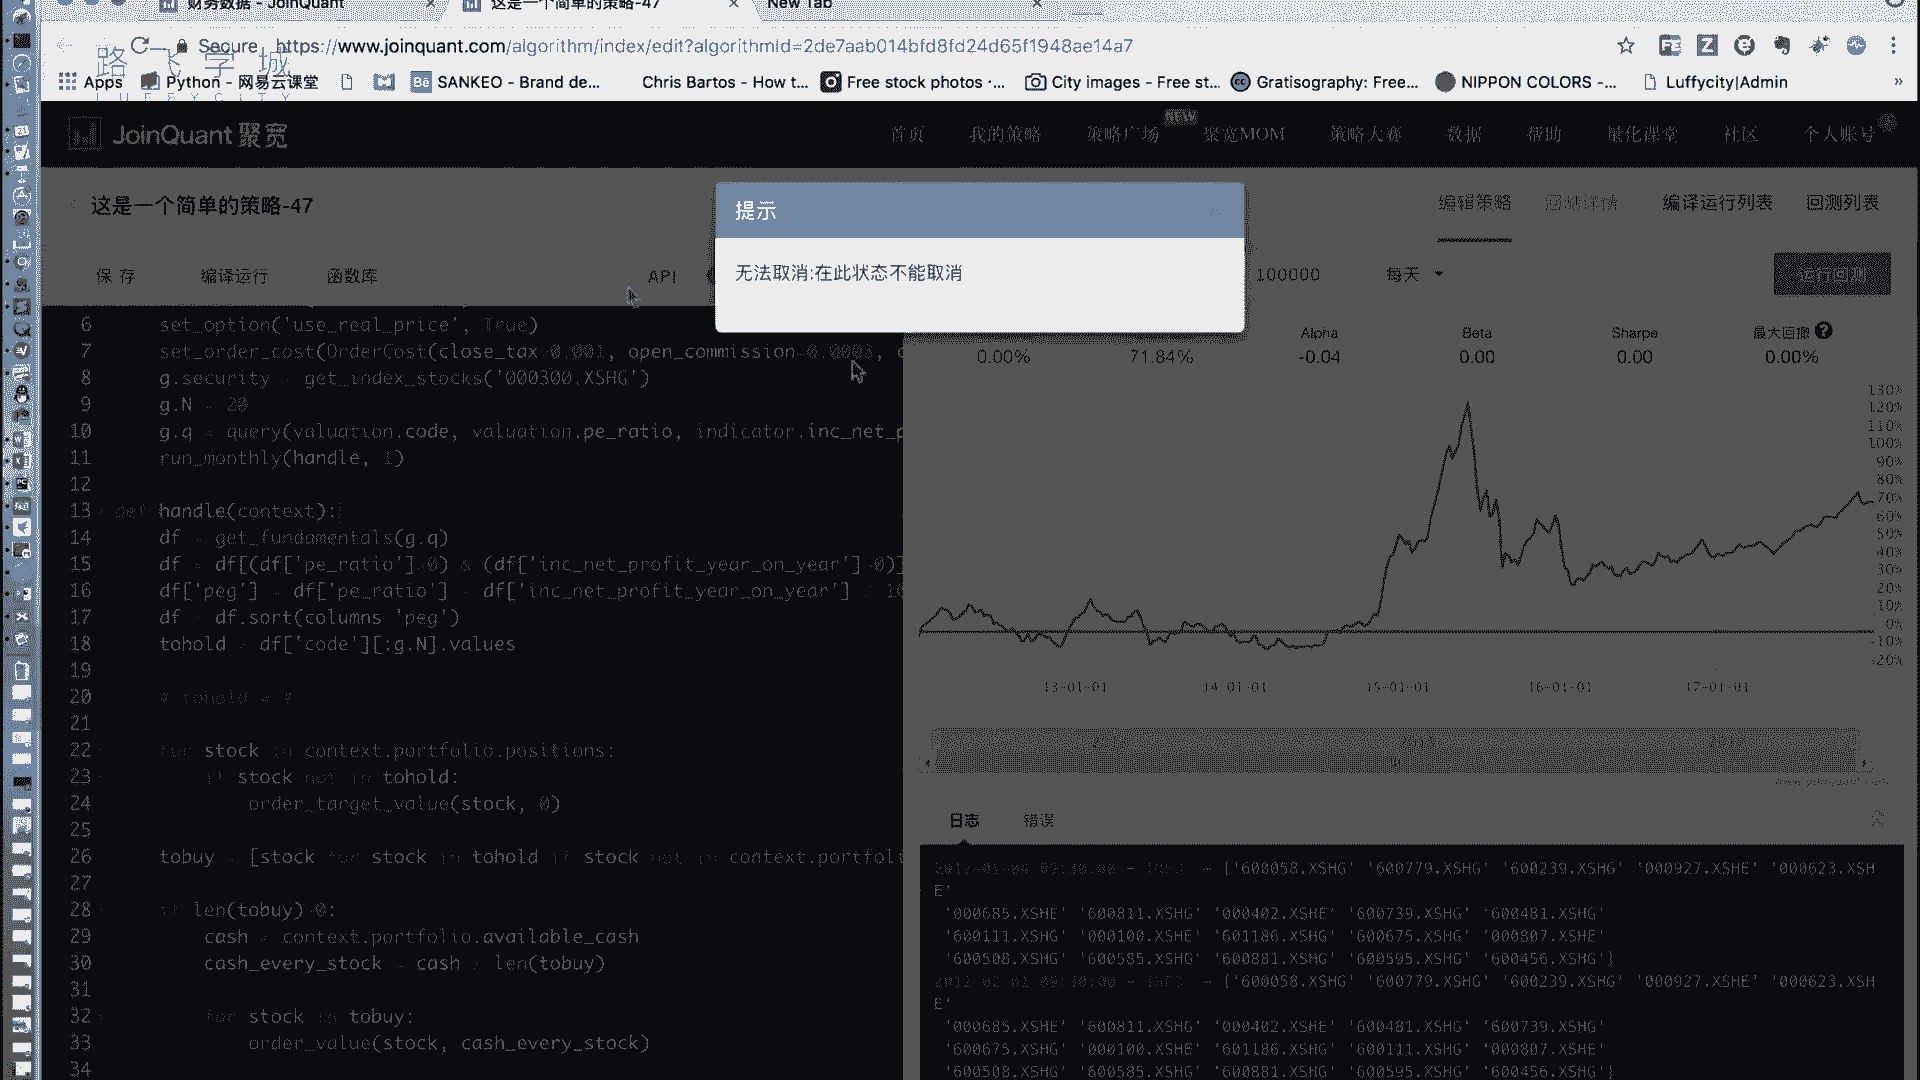 财务数据 - JoinQuant
这是一个简单的策略-47
New Tab
Secure https://www.joinquant.com/algorithm/index/edit?algorithmId=2de7aab014bfd8fd24d65f1948ae14a7
路飞学城
LUFFYCITY
Apps Python - 网易云课堂 SANKEO - Brand de... Chris Bartos - How t... Free stock photos · ... City images - Free st... Gratisography: Free... NIPPON COLORS - ... Luffycity|Admin
JoinQuant 聚宽
首页 我的策略 策略广场 NEW 聚宽MOM 策略大赛 数据 帮助 量化课堂 社区 个人账号
这是一个简单的策略-47
编辑策略 回测详情 编译运行列表 回测列表
提示
无法取消:在此状态不能取消
保存 编译运行 函数库 API
100000 每天 运行回测
6 set_option('use_real_price', True)
7 set_order_cost(OrderCost(close_tax=0.001, open_commission=0.0003,
8 g.security = get_index_stocks('000300.XSHG')
9 g.N = 20
10 g.q = query(valuation.code, valuation.pe_ratio, indicator.inc_net_p
11 run_monthly(handle, 1)
12
13 def handle(context):
14 df = get_fundamentals(g.q)
15 df = df[(df['pe_ratio']>0) & (df['inc_net_profit_year_on_year']>0)]
16 df['peg'] = df['pe_ratio'] / df['inc_net_profit_year_on_year'] / 10
17 df = df.sort(columns='peg')
18 tohold = df['code'][:g.N].values
19
20 # tohold = #
21
22 for stock in context.portfolio.positions:
23 if stock not in tohold:
24 order_target_value(stock, 0)
25
26 tobuy = [stock for stock in tohold if stock not in context.portfoli
27
28 if len(tobuy)>0:
29 cash = context.portfolio.available_cash
30 cash_every_stock = cash / len(tobuy)
31
32 for stock in tobuy:
33 order_value(stock, cash_every_stock)
34
Alpha Beta Sharpe 最大回撤
0.00% 71.84% -0.04 0.00 0.00 0.00%
130%
120%
110%
100%
90%
80%
70%
60%
50%
40%
30%
20%
10%
0%
-10%
-20%
13-01-01 14-01-01 15-01-01 16-01-01 17-01-01
日志 错误
2012-01-04 09:30:00 - INFO - ['600058.XSHG' '600779.XSHG' '600239.XSHG' '000927.XSHE' '000623.XSH
E'
'000685.XSHE' '600811.XSHG' '000402.XSHE' '600739.XSHG' '600481.XSHG'
'600111.XSHG' '000100.XSHE' '601186.XSHG' '600675.XSHG' '000807.XSHE'
'600508.XSHG' '600585.XSHG' '600881.XSHG' '600595.XSHG' '600456.XSHG']
2012-02-01 09:30:00 - INFO - ['600058.XSHG' '600779.XSHG' '600239.XSHG' '000927.XSHE' '000623.XSH
E'
'000685.XSHE' '600811.XSHG' '000402.XSHE' '600481.XSHG' '600739.XSHG'
'600675.XSHG' '000100.XSHE' '601186.XSHG' '600111.XSHG' '000807.XSHE'
'600508.XSHG' '600585.XSHG' '600881.XSHG' '600595.XSHG' '600456.XSHG']